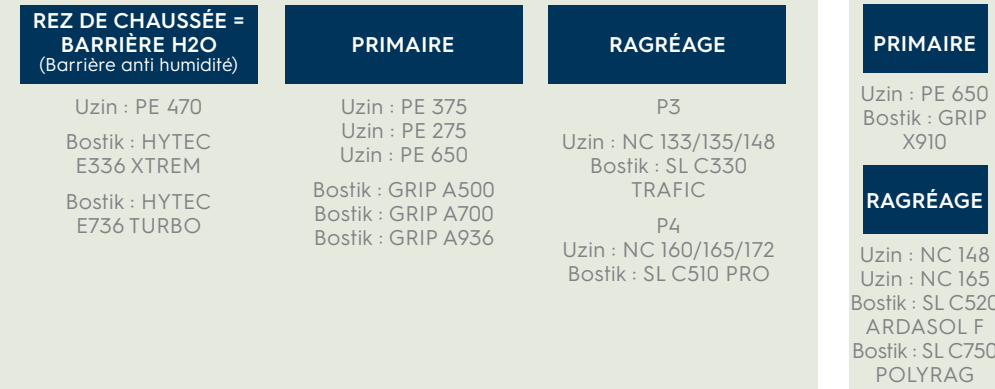 REZ DE CHAUSSÉE =
BARRIÈRE H2O
(Barrière anti humidité)
Uzin : PE 470
Bostik : HYTEC
E336 XTREM
Bostik : HYTEC
E736 TURBO
PRIMAIRE
Uzin : PE 375
Uzin : PE 275
Uzin : PE 650
Bostik : GRIP A500
Bostik : GRIP A700
Bostik : GRIP A936
RAGRÉAGE
P3
Uzin : NC 133/135/148
Bostik : SL C330
TRAFIC
P4
Uzin : NC 160/165/172
Bostik : SL C510 PRO
PRIMAIRE
Uzin : PE 650
Bostik : GRIP
X910
RAGRÉAGE
Uzin : NC 148
Uzin : NC 165
Bostik : SL C520
ARDASOL F
Bostik : SL C750
POLYRAG